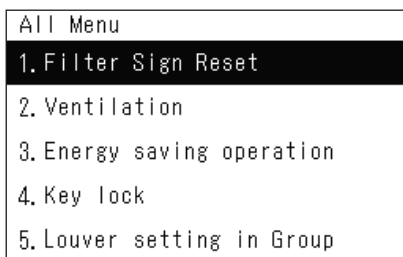 All Menu
1. Filter Sign Reset
2. Ventilation
3. Energy saving operation
4. Key lock
5. Louver setting in Group